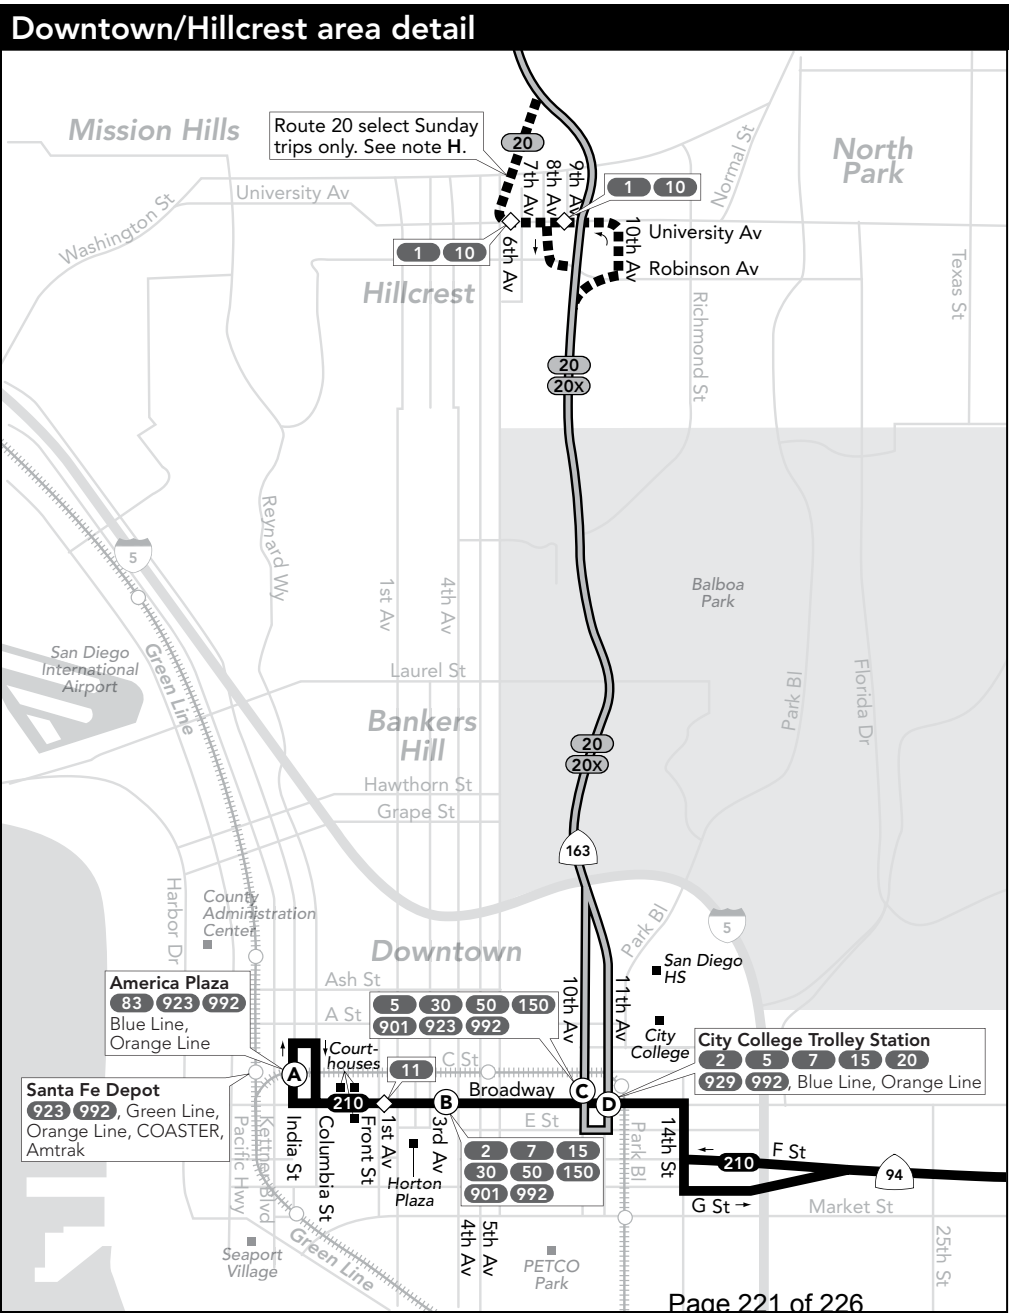 Downtown/Hillcrest area detail
Mission Hills
Route 20 select Sunday
trips only. See note H.
20
7th Av
8th Av
9th Av
1 10
Normal St
North
Park
University Av
Washington St
1 10
6th Av
10th Av
University Av
Robinson Av
Hillcrest
Texas St
Richmond St
20
20X
5
Reynard Wy
1st Av
4th Av
Balboa
Park
San Diego
International
Airport
Green Line
Laurel St
Park Bl
Florida Dr
Bankers
Hill
20
20X
Hawthorn St
Grape St
163
Harbor Dr
County
Administration
Center
Park Bl
5
Downtown
San Diego
HS
America Plaza
83 923 992
Blue Line,
Orange Line
Ash St
A St
5 30 50 150
901 923 992
10th Av
11th Av
City
College
City College Trolley Station
2 5 7 15 20
929 992, Blue Line, Orange Line
Court-
houses
C St
11
A
Santa Fe Depot
923 992, Green Line,
Orange Line, COASTER,
Amtrak
210
B
Broadway
C
D
E St
Pacific Hwy
Kettner Blvd
India St
Columbia St
Front St
1st Av
3rd Av
Horton
Plaza
2 7 15
30 50 150
901 992
Park Bl
14th St
210
F St
94
G St
Market St
4th Av
5th Av
Seaport
Village
Green Line
PETCO
Park
25th St
Page 221 of 226